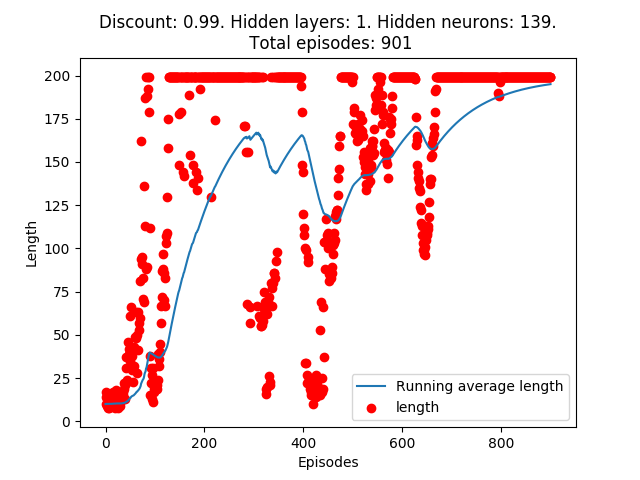 Discount: 0.99. Hidden layers: 1. Hidden neurons: 139.
Total episodes: 901
200
175
150
125
100
75
50
25
0
Length
0
200
400
600
800
Episodes
Running average length
length